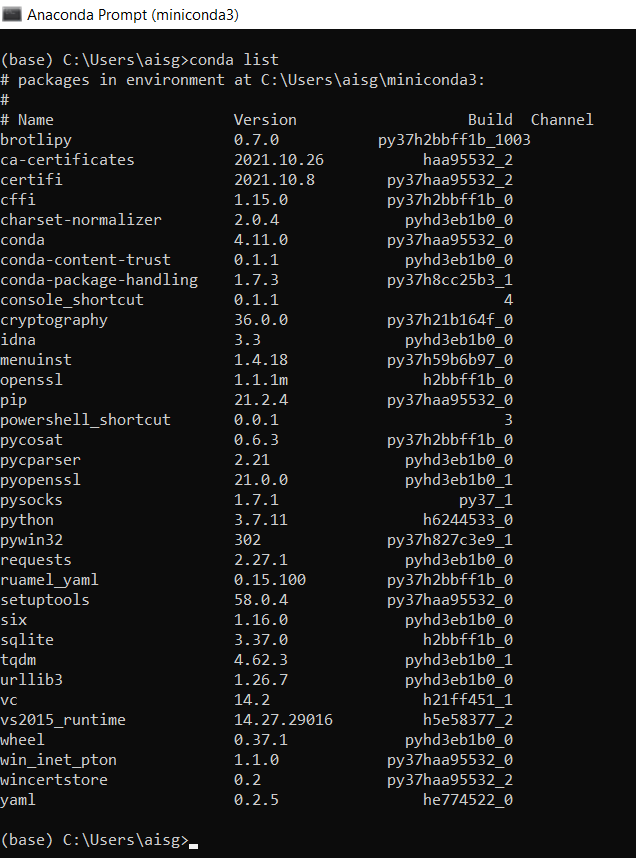 Anaconda Prompt (miniconda3)
(base) C:\Users\aisg>conda list
# packages in environment at C:\Users\aisg\miniconda3:
#
# Name Version Build Channel
brotlipy 0.7.0 py37h2bbff1b_1003
ca-certificates 2021.10.26 haa95532_2
certifi 2021.10.8 py37haa95532_2
cffi 1.15.0 py37h2bbff1b_0
charset-normalizer 2.0.4 pyhd3eb1b0_0
conda 4.11.0 py37haa95532_0
conda-content-trust 0.1.1 pyhd3eb1b0_0
conda-package-handling 1.7.3 py37h8cc25b3_1
console_shortcut 0.1.1 4
cryptography 36.0.0 py37h21b164f_0
idna 3.3 pyhd3eb1b0_0
menuinst 1.4.18 py37h59b6b97_0
openssl 1.1.1m h2bbff1b_0
pip 21.2.4 py37haa95532_0
powershell_shortcut 0.0.1 3
pycosat 0.6.3 py37h2bbff1b_0
pycparser 2.21 pyhd3eb1b0_0
pyopenssl 21.0.0 pyhd3eb1b0_1
pysocks 1.7.1 py37_1
python 3.7.11 h6244533_0
pywin32 302 py37h827c3e9_1
requests 2.27.1 pyhd3eb1b0_0
ruamel_yaml 0.15.100 py37h2bbff1b_0
setuptools 58.0.4 py37haa95532_0
six 1.16.0 pyhd3eb1b0_0
sqlite 3.37.0 h2bbff1b_0
tqdm 4.62.3 pyhd3eb1b0_1
urllib3 1.26.7 pyhd3eb1b0_0
vc 14.2 h21ff451_1
vs2015_runtime 14.27.29016 h5e58377_2
wheel 0.37.1 pyhd3eb1b0_0
win_inet_pton 1.1.0 py37haa95532_0
wincertstore 0.2 py37haa95532_2
yaml 0.2.5 he774522_0
(base) C:\Users\aisg>